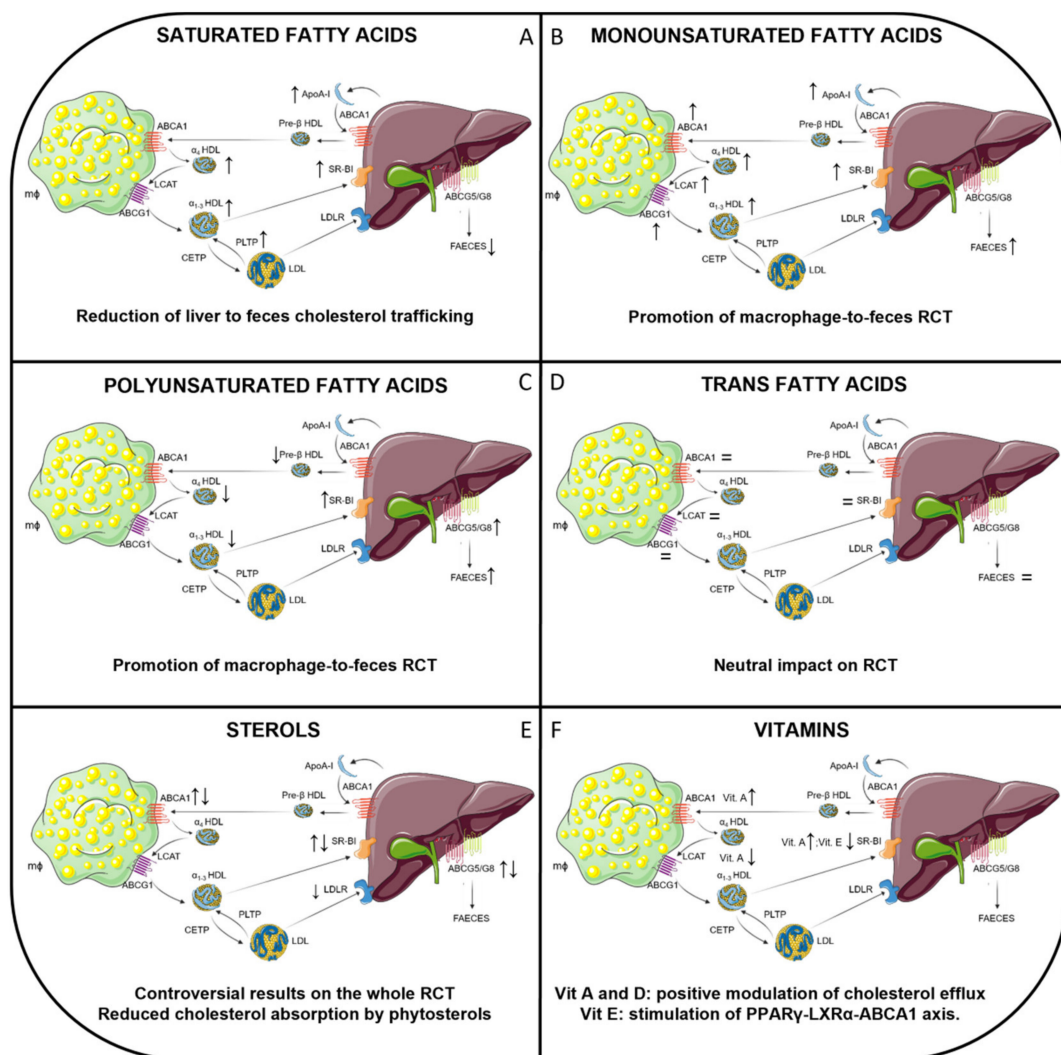 SATURATED FATTY ACIDS
A
↑ ApoA-I
ABCA1
Pre-β HDL
ABCA1
α4 HDL ↑
↑ SR-BI
mϕ
LCAT
ABCG1
α1-3 HDL ↑
ABCG5/G8
LDLR
PLTP ↑
CETP
LDL
FAECES ↓
Reduction of liver to feces cholesterol trafficking
B
MONOUNSATURATED FATTY ACIDS
↑ ApoA-I
ABCA1
↑
ABCA1
Pre-β HDL
α4 HDL ↑
↑ SR-BI
mϕ
LCAT ↑
ABCG1
↑
α1-3 HDL ↑
ABCG5/G8
LDLR
PLTP
CETP
LDL
FAECES ↑
Promotion of macrophage-to-feces RCT
POLYUNSATURATED FATTY ACIDS
C
ApoA-I
ABCA1
↓ Pre-β HDL
ABCA1
α4 HDL ↓
↑ SR-BI
mϕ
LCAT
ABCG1
α1-3 HDL ↓
ABCG5/G8 ↑
LDLR
PLTP
CETP
LDL
FAECES ↑
Promotion of macrophage-to-feces RCT
D
TRANS FATTY ACIDS
ApoA-I
ABCA1
ABCA1 =
Pre-β HDL
α4 HDL
= SR-BI
mϕ
LCAT =
ABCG1
=
α1-3 HDL
ABCG5/G8
LDLR
PLTP
CETP
LDL
FAECES =
Neutral impact on RCT
STEROLS
E
ApoA-I
ABCA1
ABCA1 ↑↓
Pre-β HDL
α4 HDL
↑↓ SR-BI
mϕ
LCAT
ABCG1
α1-3 HDL
ABCG5/G8 ↑↓
↓ LDLR
PLTP
CETP
LDL
FAECES
Controversial results on the whole RCT
Reduced cholesterol absorption by phytosterols
F
VITAMINS
ApoA-I
ABCA1
ABCA1 Vit. A ↑
Pre-β HDL
α4 HDL
Vit. A ↑;Vit. E ↓ SR-BI
mϕ
LCAT
Vit. A ↓
ABCG1
α1-3 HDL
ABCG5/G8
LDLR
PLTP
CETP
LDL
FAECES
Vit A and D: positive modulation of cholesterol efflux
Vit E: stimulation of PPARγ-LXRα-ABCA1 axis.